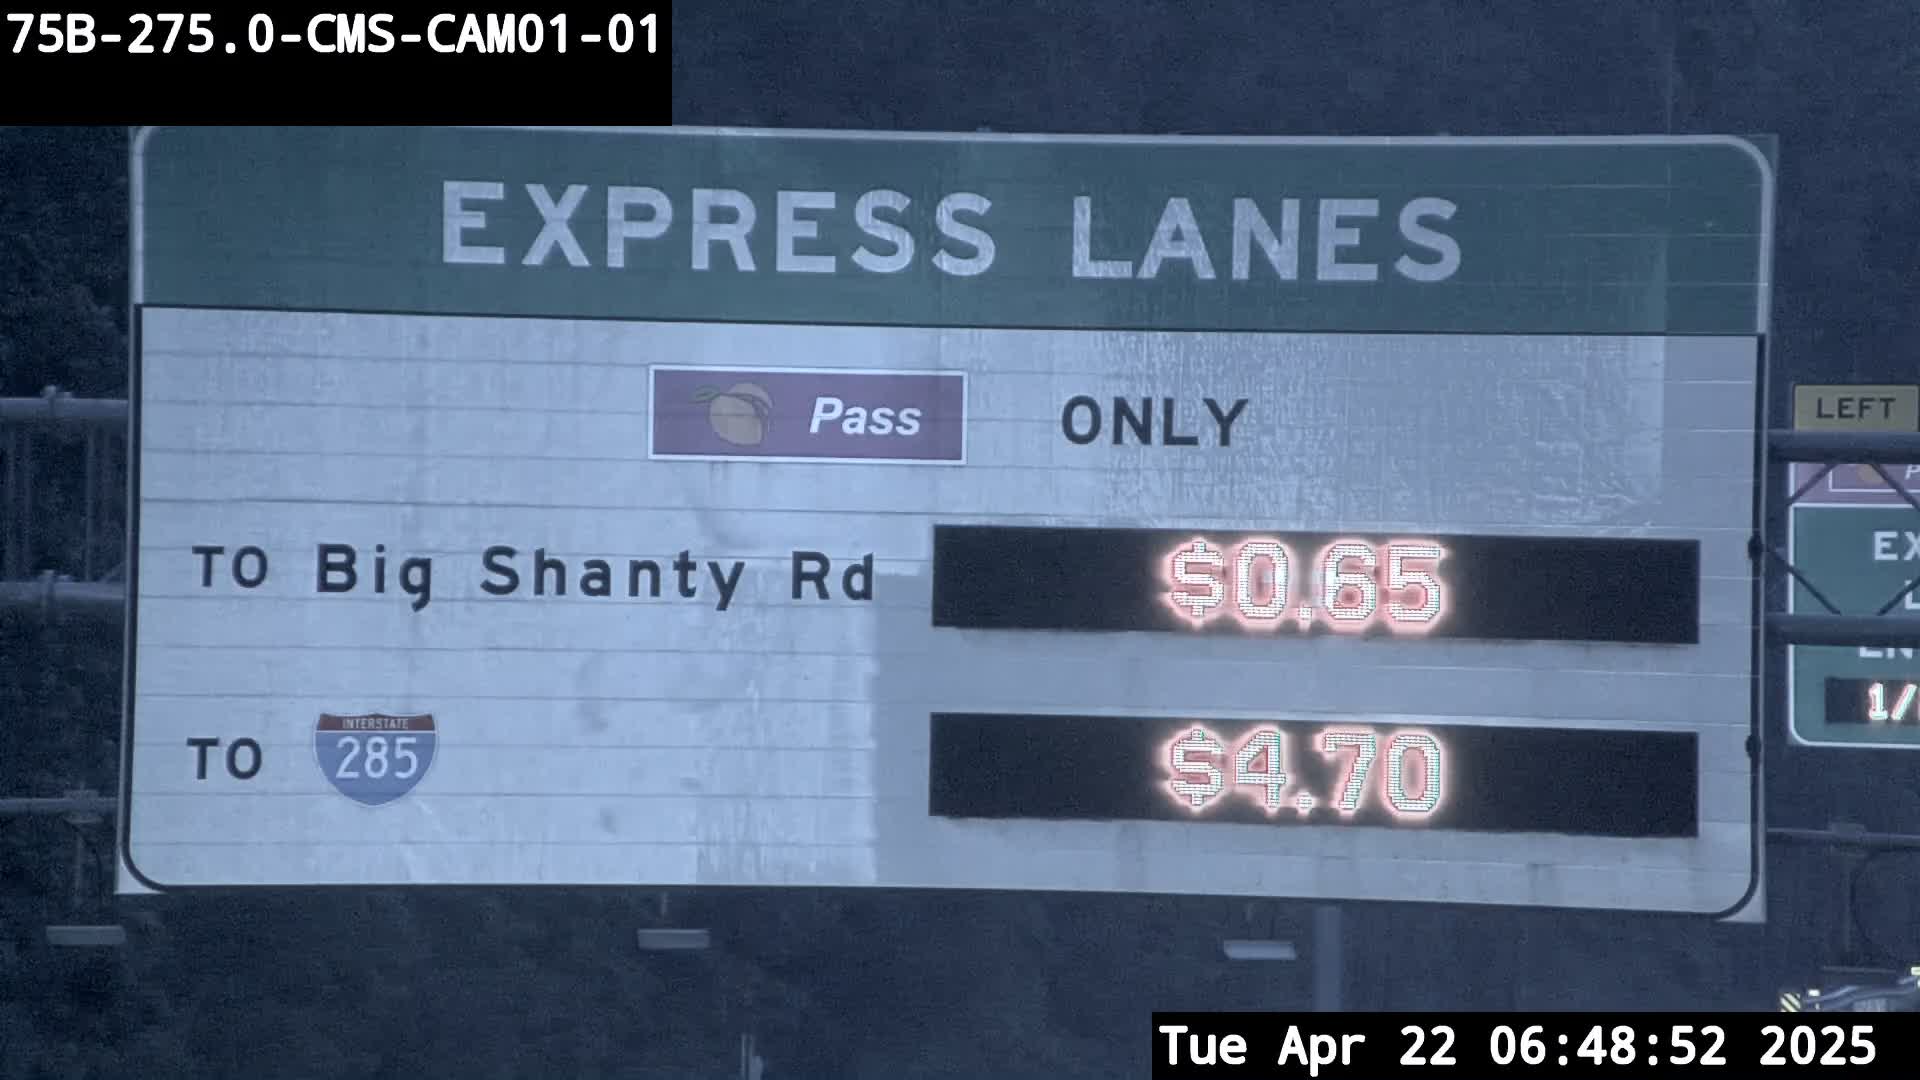 75B-275.0-CMS-CAM01-01
EXPRESS LANES
Pass ONLY
TO Big Shanty Rd $0.65
TO INTERSTATE 285 $4.70
LEFT
Tue Apr 22 06:48:52 2025